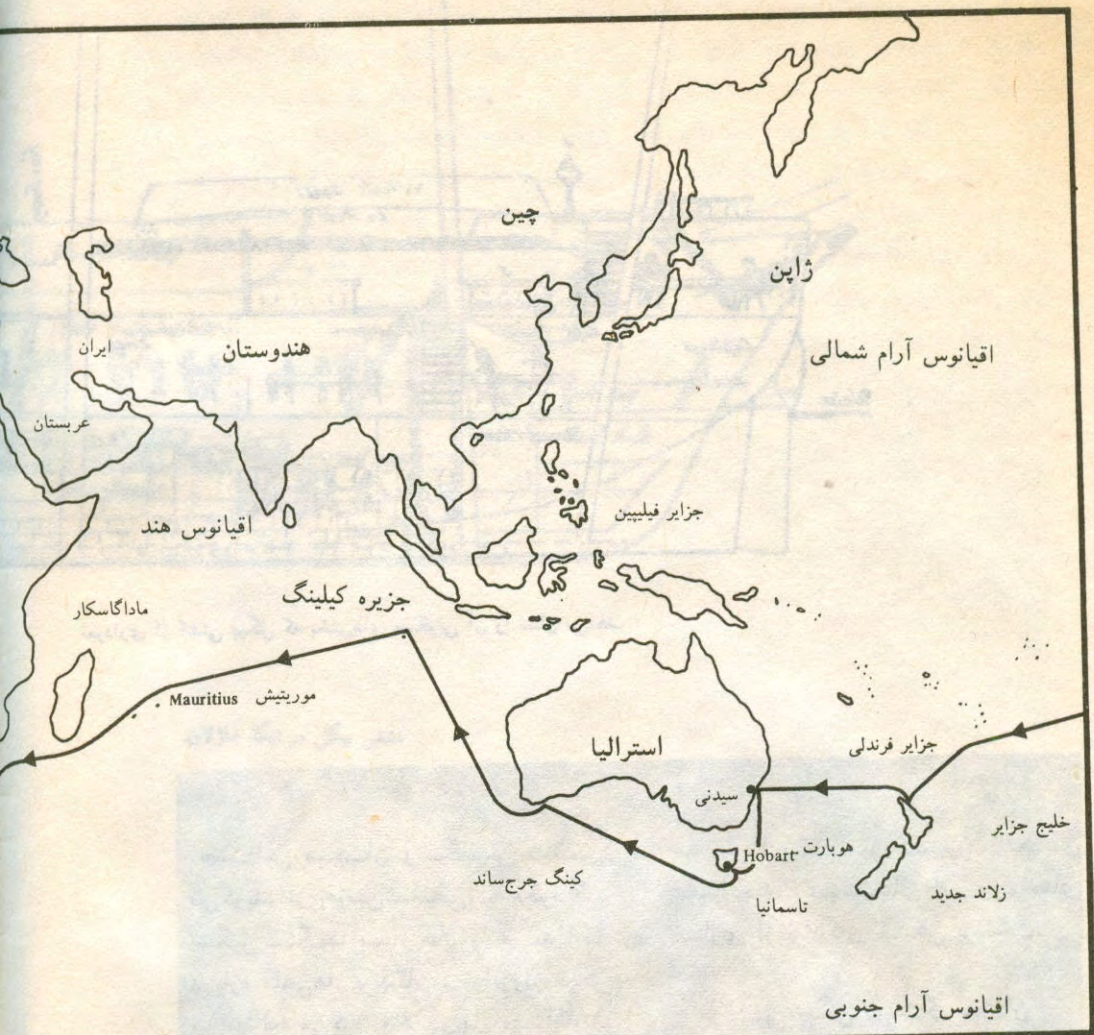 چین
ژاپن
ایران
هندوستان
اقیانوس آرام شمالی
عربستان
جزایر فیلیپین
اقیانوس هند
جزیره کیلینگ
ماداگاسکار
موریتیش Mauritius
استرالیا
جزایر فرندلی
سیدنی
خلیج جزایر
هوبارت Hobart
کینگ جرج‌ساند
زلاند جدید
تاسمانیا
اقیانوس آرام جنوبی